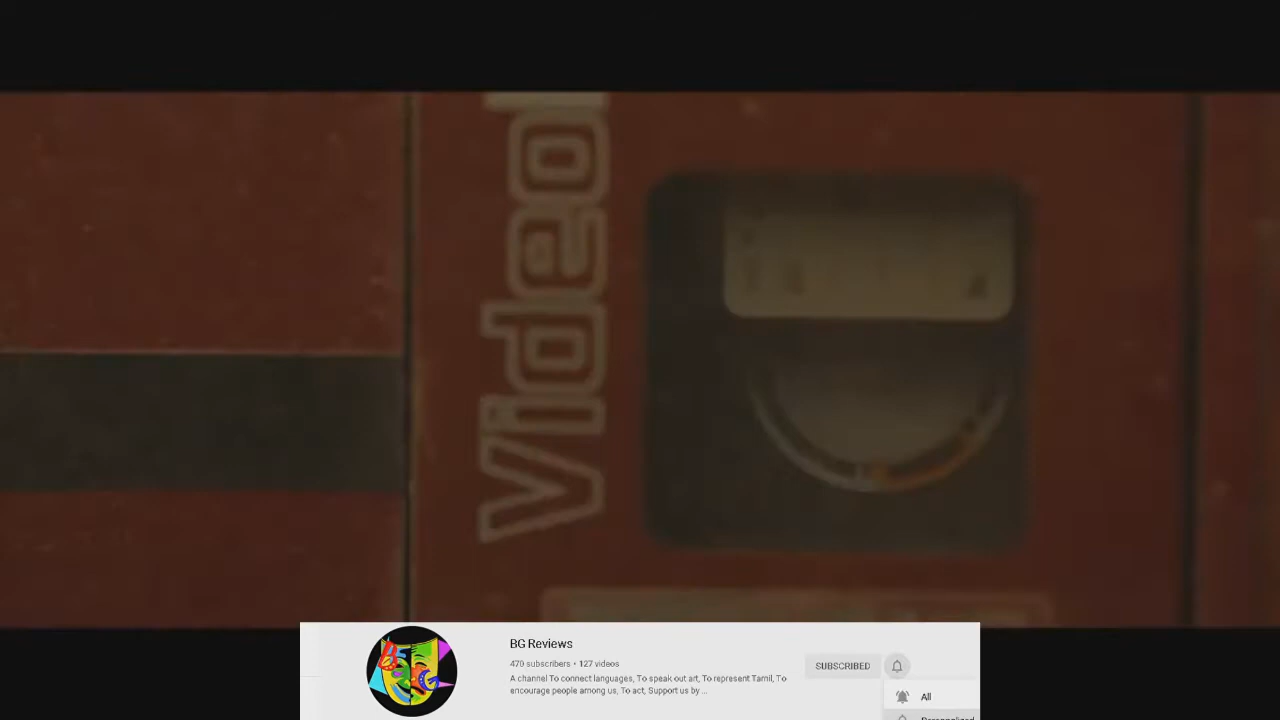 Video
BG Reviews
470 subscribers • 127 videos
A channel To connect languages, To speak out art, To represent Tamil, To
encourage people among us, To act, Support us by ...
SUBSCRIBED
All
Personalized